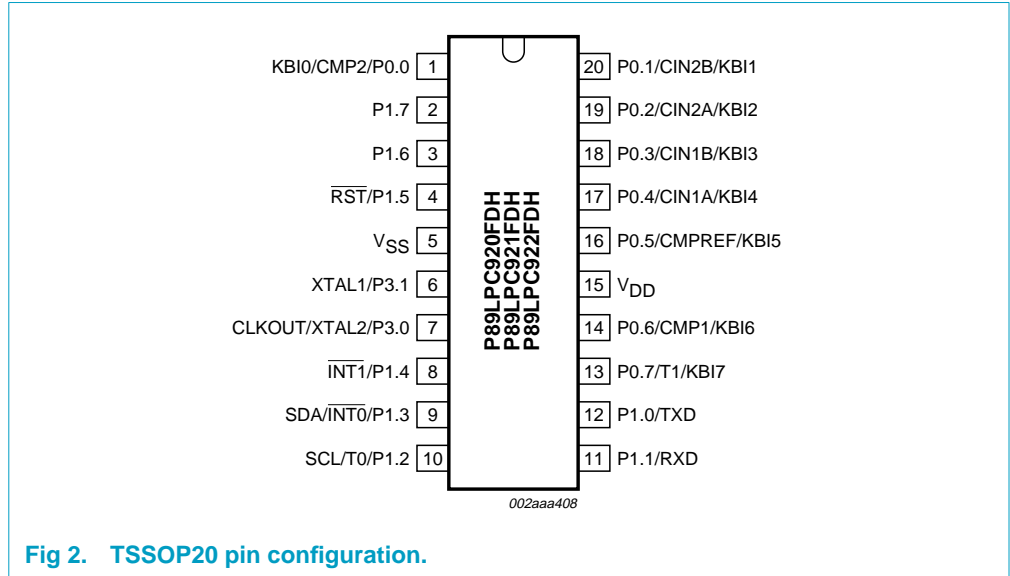 KBI0/CMP2/P0.0 1 20 P0.1/CIN2B/KBI1
P1.7 2 19 P0.2/CIN2A/KBI2
P1.6 3 18 P0.3/CIN1B/KBI3
RST/P1.5 4 17 P0.4/CIN1A/KBI4
VSS 5 16 P0.5/CMPREF/KBI5
XTAL1/P3.1 6 15 VDD
CLKOUT/XTAL2/P3.0 7 14 P0.6/CMP1/KBI6
INT1/P1.4 8 13 P0.7/T1/KBI7
SDA/INT0/P1.3 9 12 P1.0/TXD
SCL/T0/P1.2 10 11 P1.1/RXD
P89LPC920FDH
P89LPC921FDH
P89LPC922FDH
002aaa408
Fig 2. TSSOP20 pin configuration.